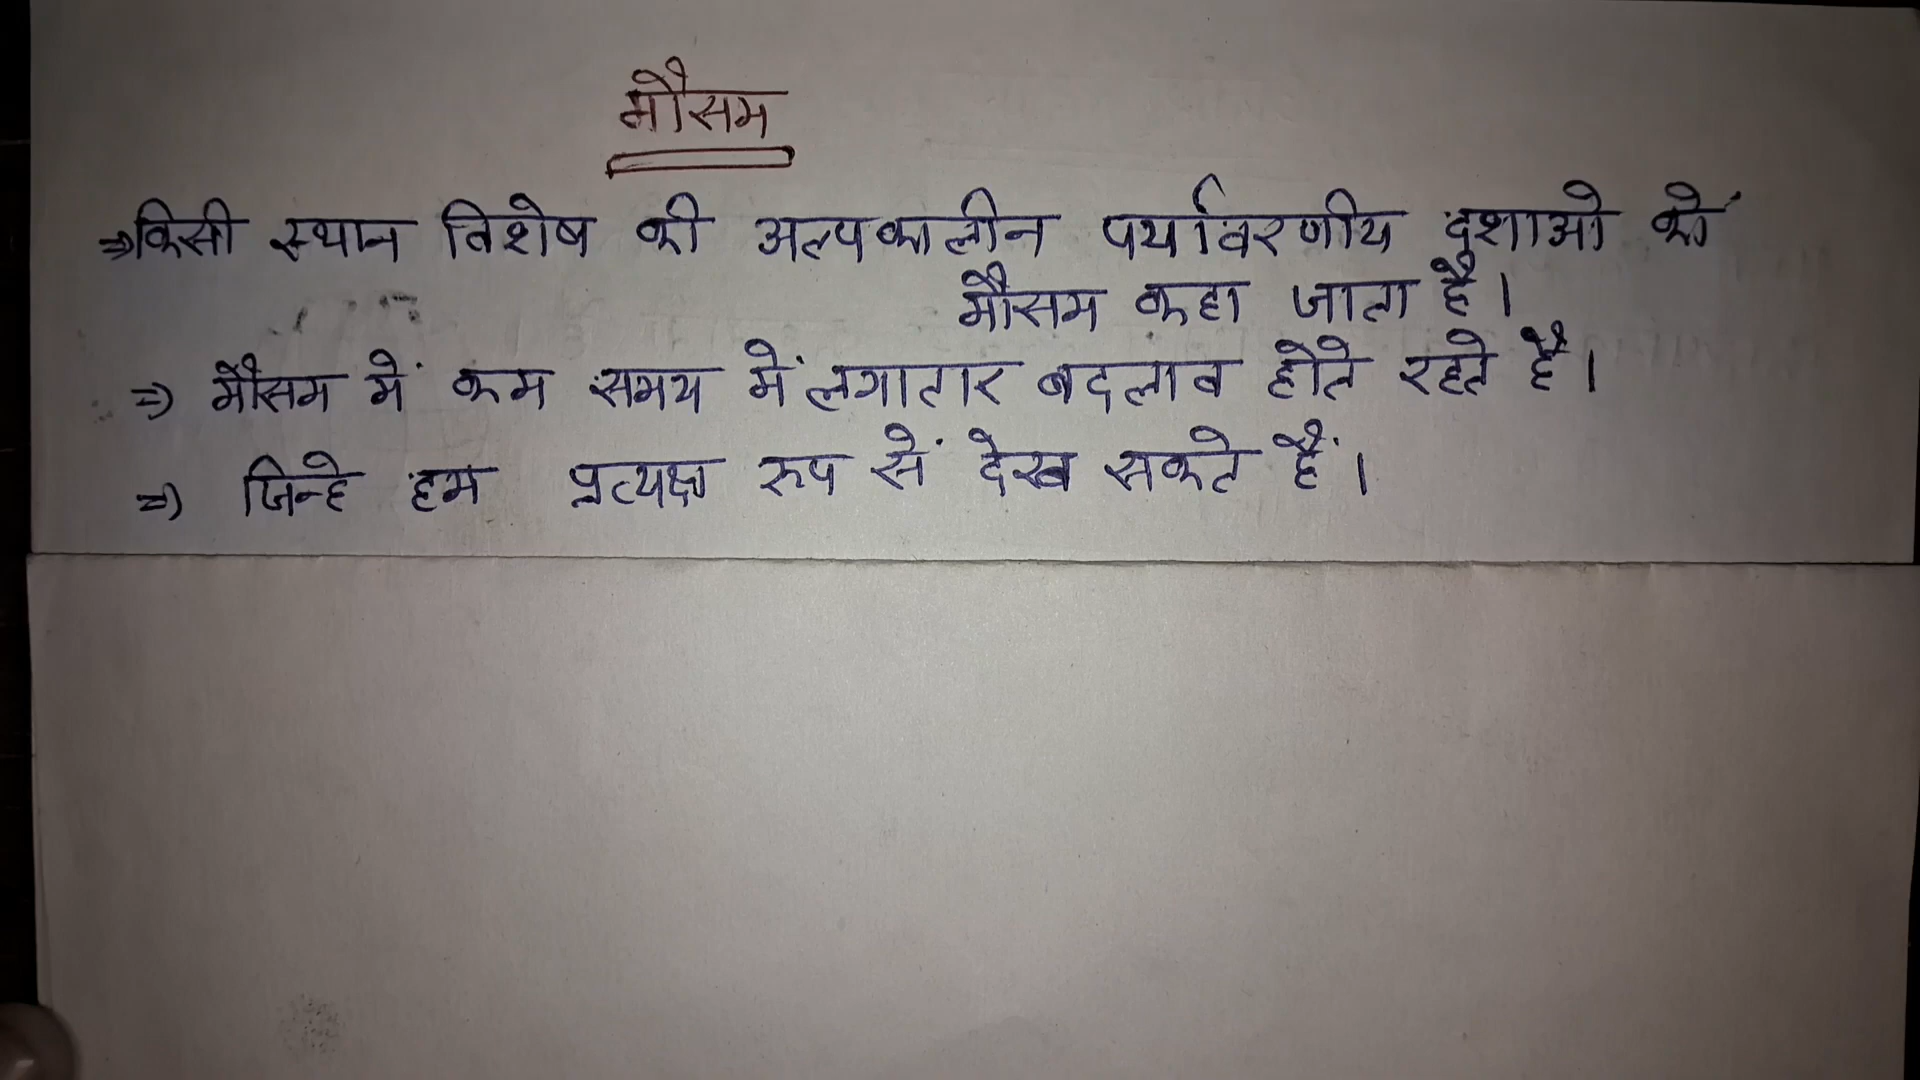 मौसम
⇒ किसी स्थान विशेष की अल्पकालीन पर्यावरणीय दशाओ को
मौसम कहा जाता है।
⇒ मौसम में कम समय में लगातार बदलाव होते रहते है।
⇒ जिन्हे हम प्रत्यक्ष रुप सें देख सकते हैं।